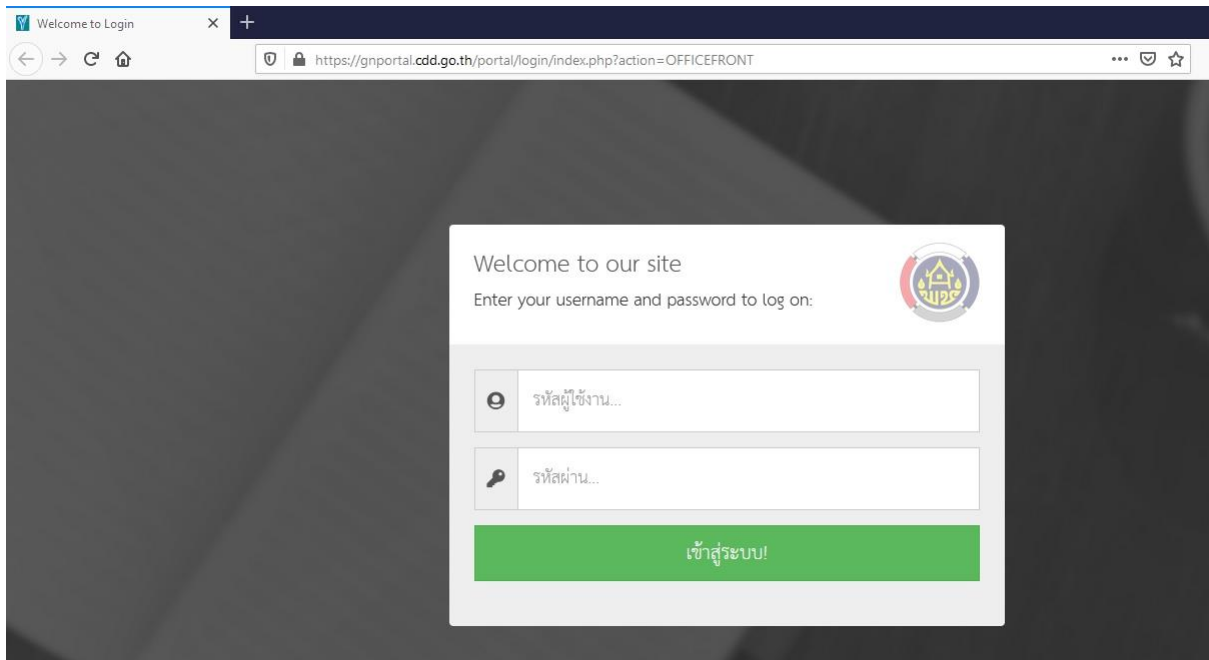 Welcome to Login
https://gnportal.cdd.go.th/portal/login/index.php?action=OFFICEFRONT
Welcome to our site
Enter your username and password to log on:
รหัสผู้ใช้งาน...
รหัสผ่าน...
เข้าสู่ระบบ!